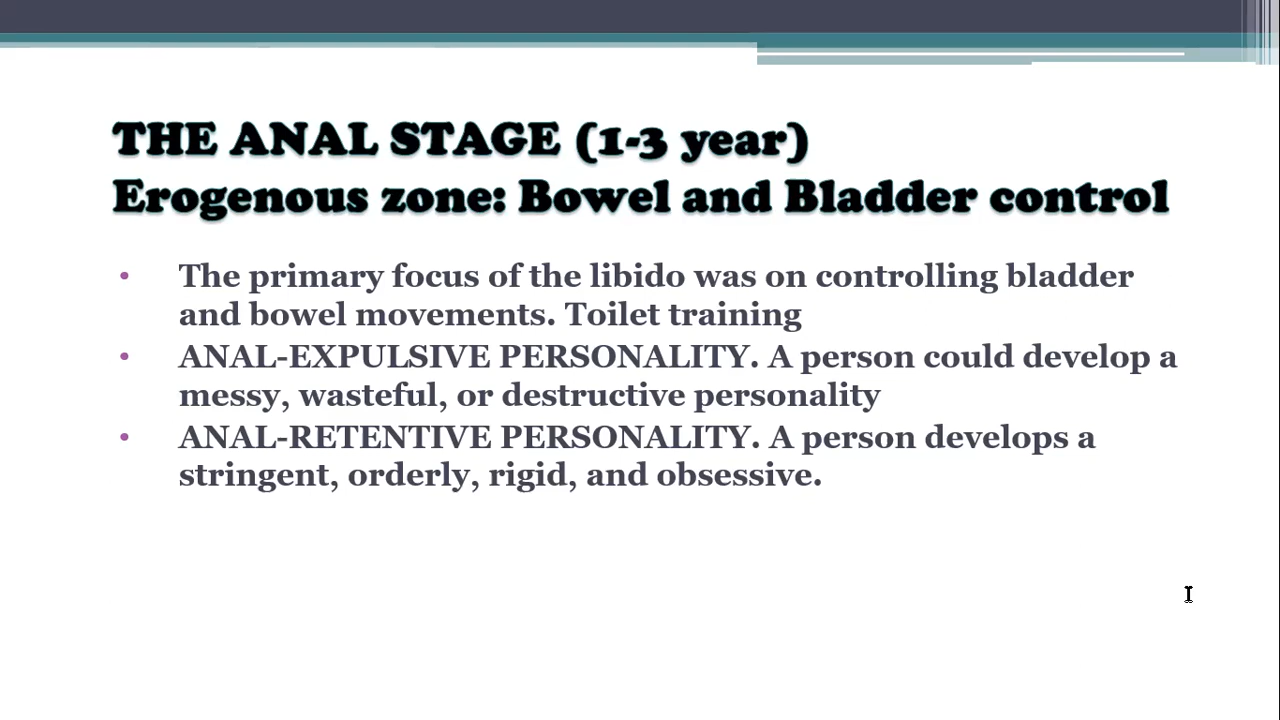 THE ANAL STAGE (1-3 year)
Erogenous zone: Bowel and Bladder control
• The primary focus of the libido was on controlling bladder
and bowel movements. Toilet training
• ANAL-EXPULSIVE PERSONALITY. A person could develop a
messy, wasteful, or destructive personality
• ANAL-RETENTIVE PERSONALITY. A person develops a
stringent, orderly, rigid, and obsessive.